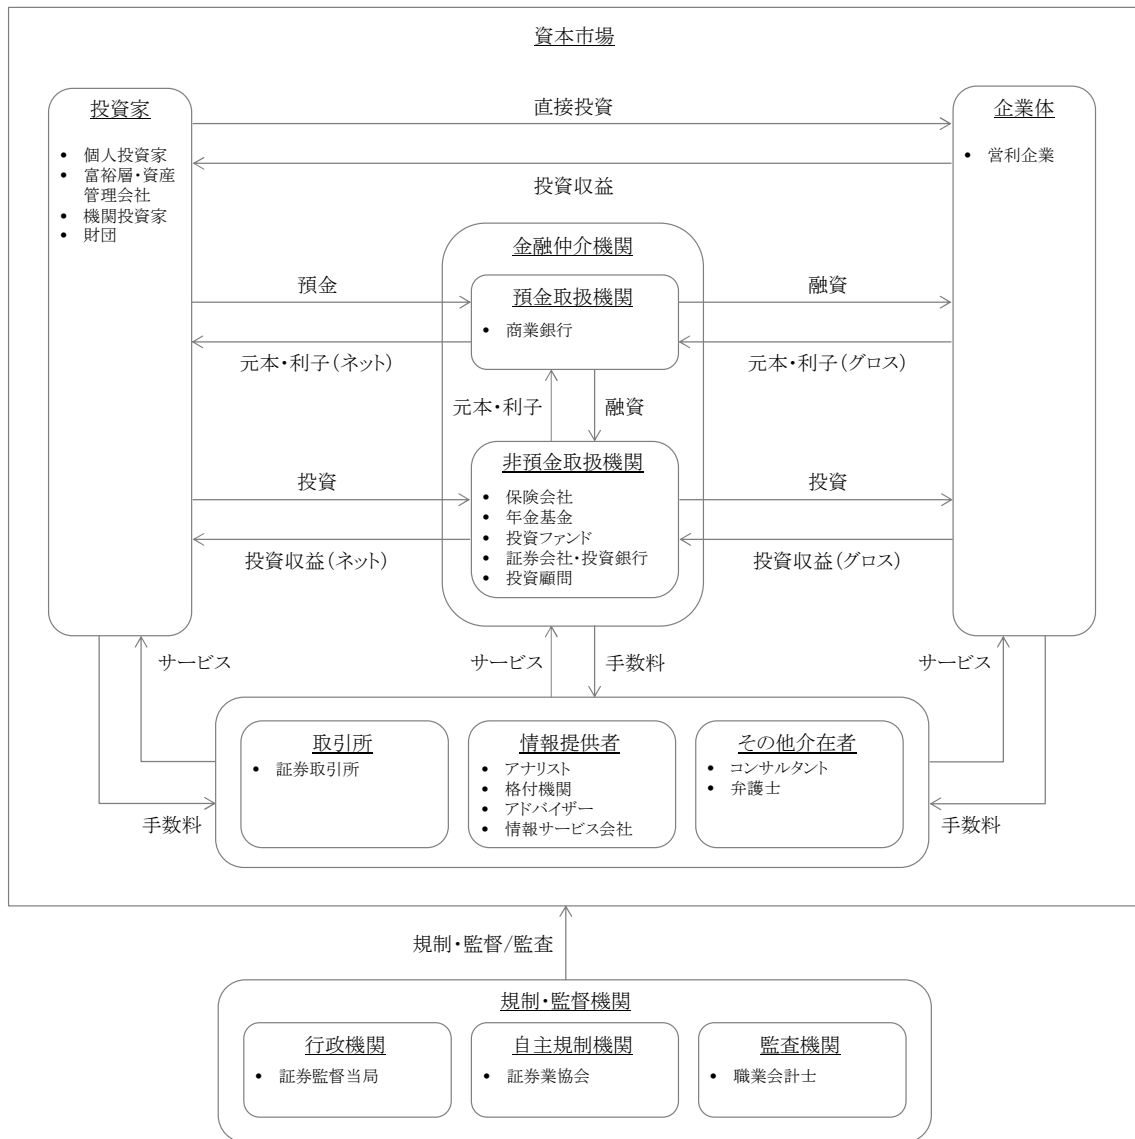 資本市場
投資家
• 個人投資家
• 富裕層・資産
管理会社
• 機関投資家
• 財団
直接投資
投資収益
企業体
• 営利企業
金融仲介機関
預金
預金取扱機関
• 商業銀行
融資
元本・利子(ネット)
元本・利子(グロス)
元本・利子
融資
投資
非預金取扱機関
• 保険会社
• 年金基金
• 投資ファンド
• 証券会社・投資銀行
• 投資顧問
投資
投資収益(ネット)
投資収益(グロス)
サービス
サービス
手数料
サービス
取引所
• 証券取引所
情報提供者
• アナリスト
• 格付機関
• アドバイザー
• 情報サービス会社
その他介在者
• コンサルタント
• 弁護士
手数料
手数料
規制・監督/監査
規制・監督機関
行政機関
• 証券監督当局
自主規制機関
• 証券業協会
監査機関
• 職業会計士